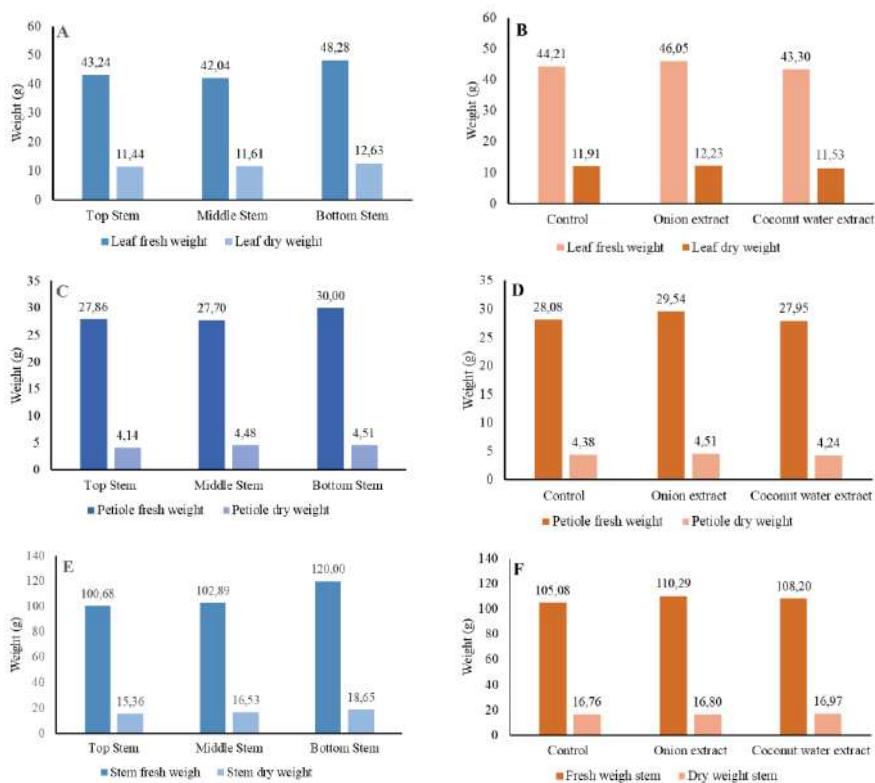 A
Weight (g)
60
50
40
30
20
10
0
43,24
11,44
42,04
11,61
48,28
12,63
Top Stem
Middle Stem
Bottom Stem
Leaf fresh weight
Leaf dry weight
B
Weight (g)
60
50
40
30
20
10
0
44,21
11,91
46,05
12,23
43,30
11,53
Control
Onion extract
Coconut water extract
Leaf fresh weight
Leaf dry weight
C
Weight (g)
35
30
25
20
15
10
5
0
27,86
4,14
27,70
4,48
30,00
4,51
Top Stem
Middle Stem
Bottom Stem
Petiole fresh weight
Petiole dry weight
D
Weight (g)
35
30
25
20
15
10
5
0
28,08
4,38
29,54
4,51
27,95
4,24
Control
Onion extract
Coconut water extract
Petiole fresh weight
Petiole dry weight
E
Weight (g)
140
120
100
80
60
40
20
0
100,68
15,36
102,89
16,53
120,00
18,65
Top Stem
Middle Stem
Bottom Stem
Stem fresh weigh
Stem dry weight
F
Weight (g)
140
120
100
80
60
40
20
0
105,08
16,76
110,29
16,80
108,20
16,97
Control
Onion extract
Coconut water extract
Fresh weigh stem
Dry weight stem